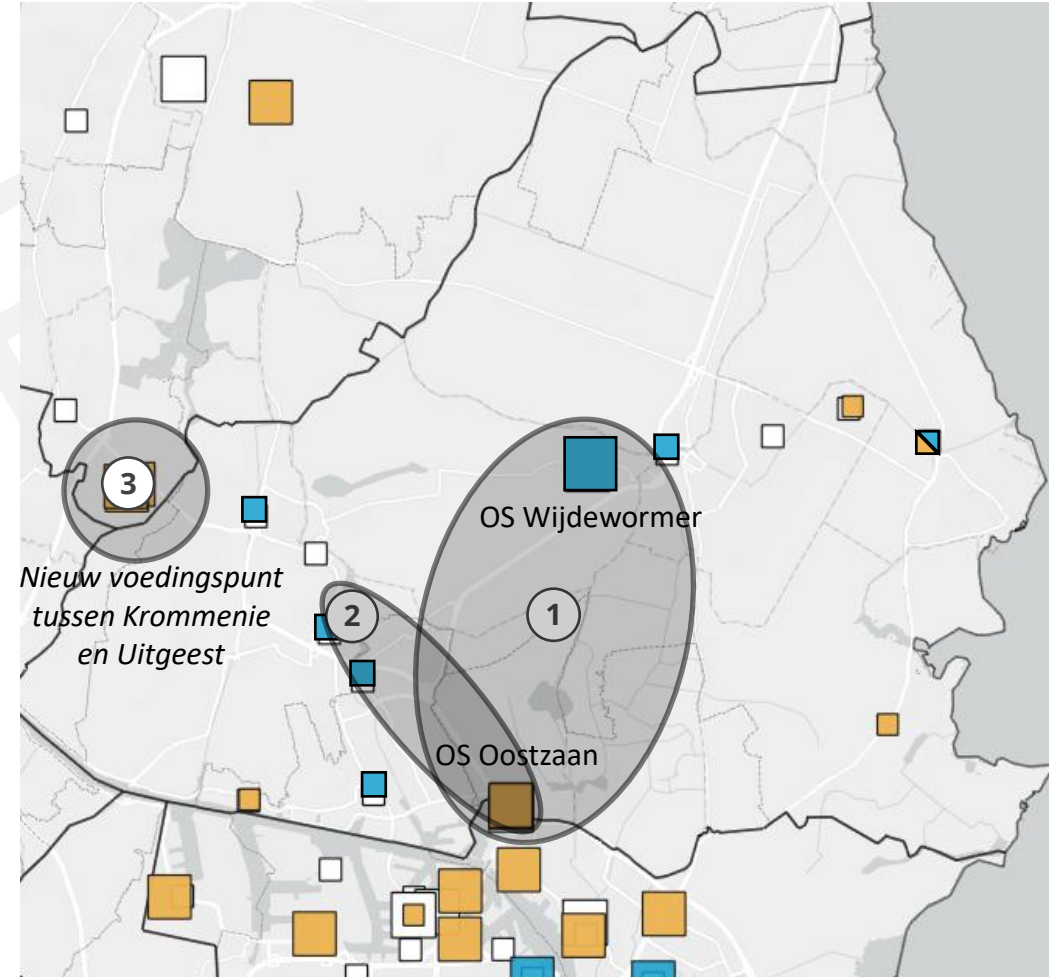 OS Wijdewormer
3
Nieuw voedingspunt
tussen Krommenie
en Uitgeest
2
1
OS Oostzaan